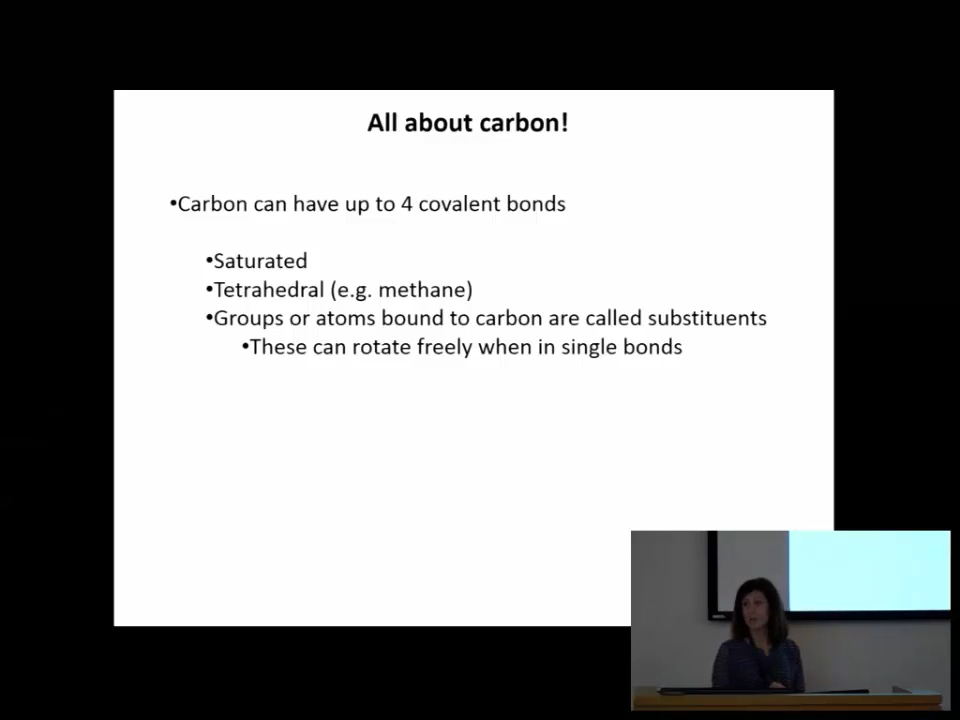 All about carbon!
•Carbon can have up to 4 covalent bonds
•Saturated
•Tetrahedral (e.g. methane)
•Groups or atoms bound to carbon are called substituents
•These can rotate freely when in single bonds